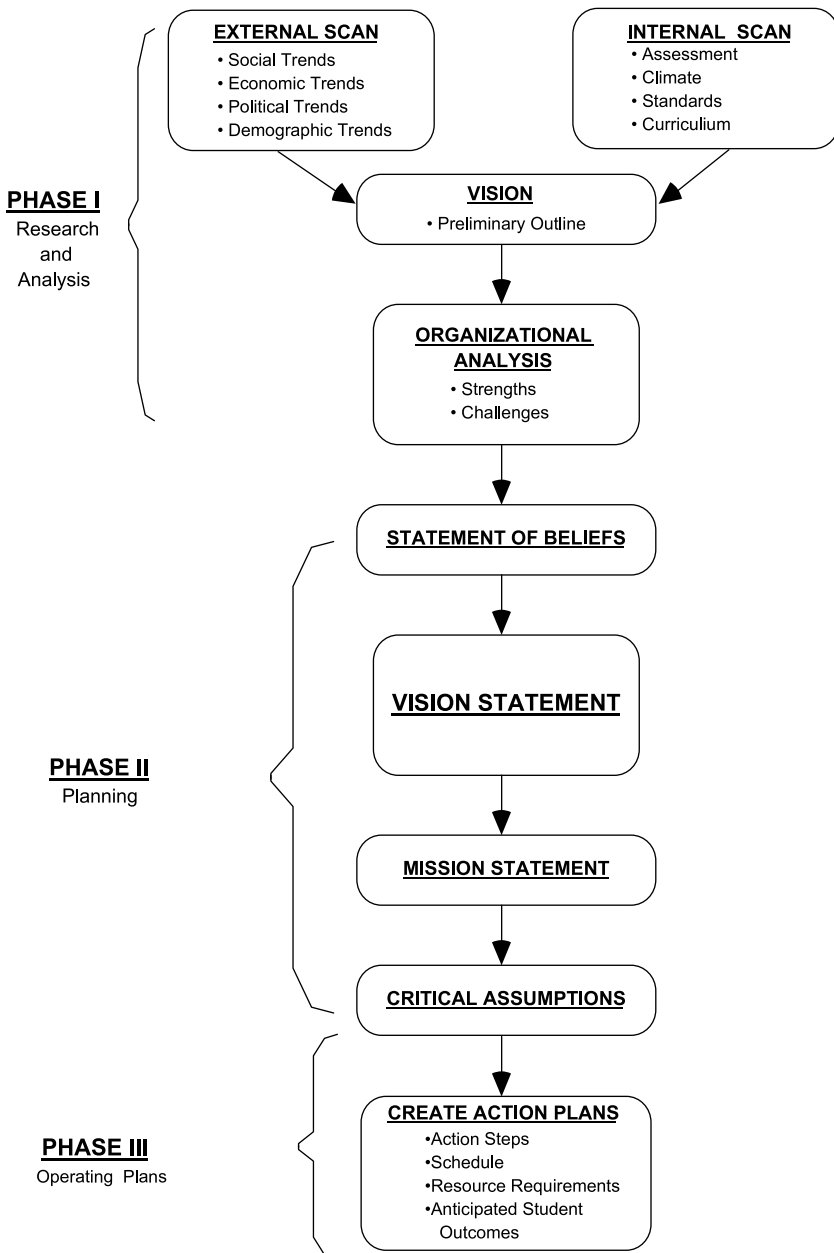 EXTERNAL SCAN
• Social Trends
• Economic Trends
• Political Trends
• Demographic Trends
INTERNAL SCAN
• Assessment
• Climate
• Standards
• Curriculium
PHASE I
Research
and
Analysis
VISION
• Preliminary Outline
ORGANIZATIONAL
ANALYSIS
• Strengths
• Challenges
STATEMENT OF BELIEFS
VISION STATEMENT
PHASE II
Planning
MISSION STATEMENT
CRITICAL ASSUMPTIONS
PHASE III
Operating Plans
CREATE ACTION PLANS
•Action Steps
•Schedule
•Resource Requirements
•Anticipated Student
Outcomes